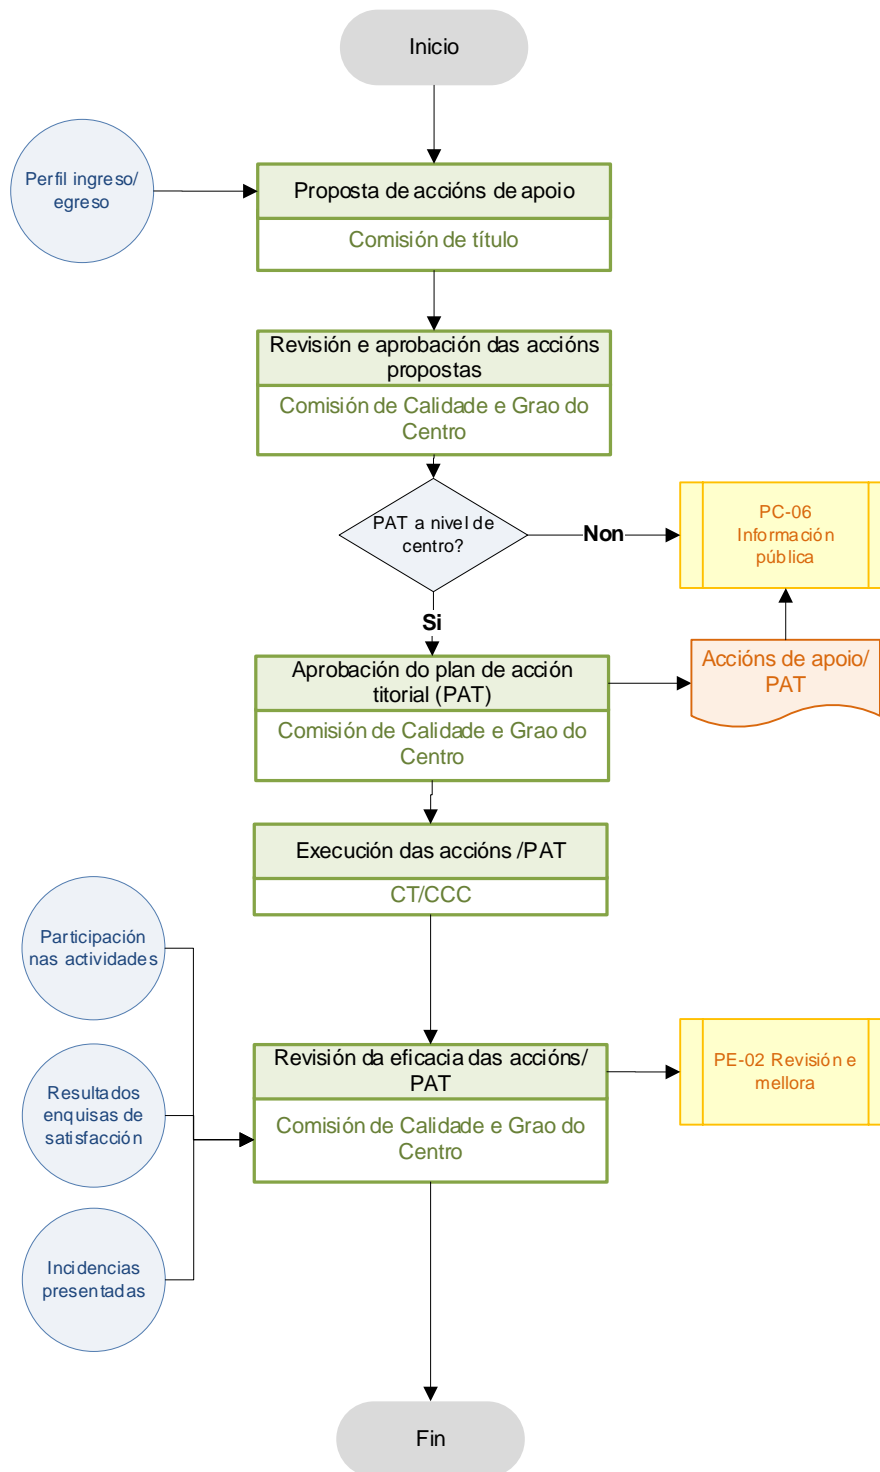 Inicio
Perfil ingreso/
egreso
Proposta de accións de apoio
Comisión de título
Revisión e aprobación das accións
propostas
Comisión de Calidade e Grao do
Centro
PAT a nivel de
centro?
Non
PC-06
Información
pública
Si
Aprobación do plan de acción
titorial (PAT)
Comisión de Calidade e Grao do
Centro
Accións de apoio/
PAT
Execución das accións /PAT
CT/CCC
Participación
nas actividades
Resultados
enquisas de
satisfacción
Incidencias
presentadas
Revisión da eficacia das accións/
PAT
Comisión de Calidade e Grao do
Centro
PE-02 Revisión e
mellora
Fin